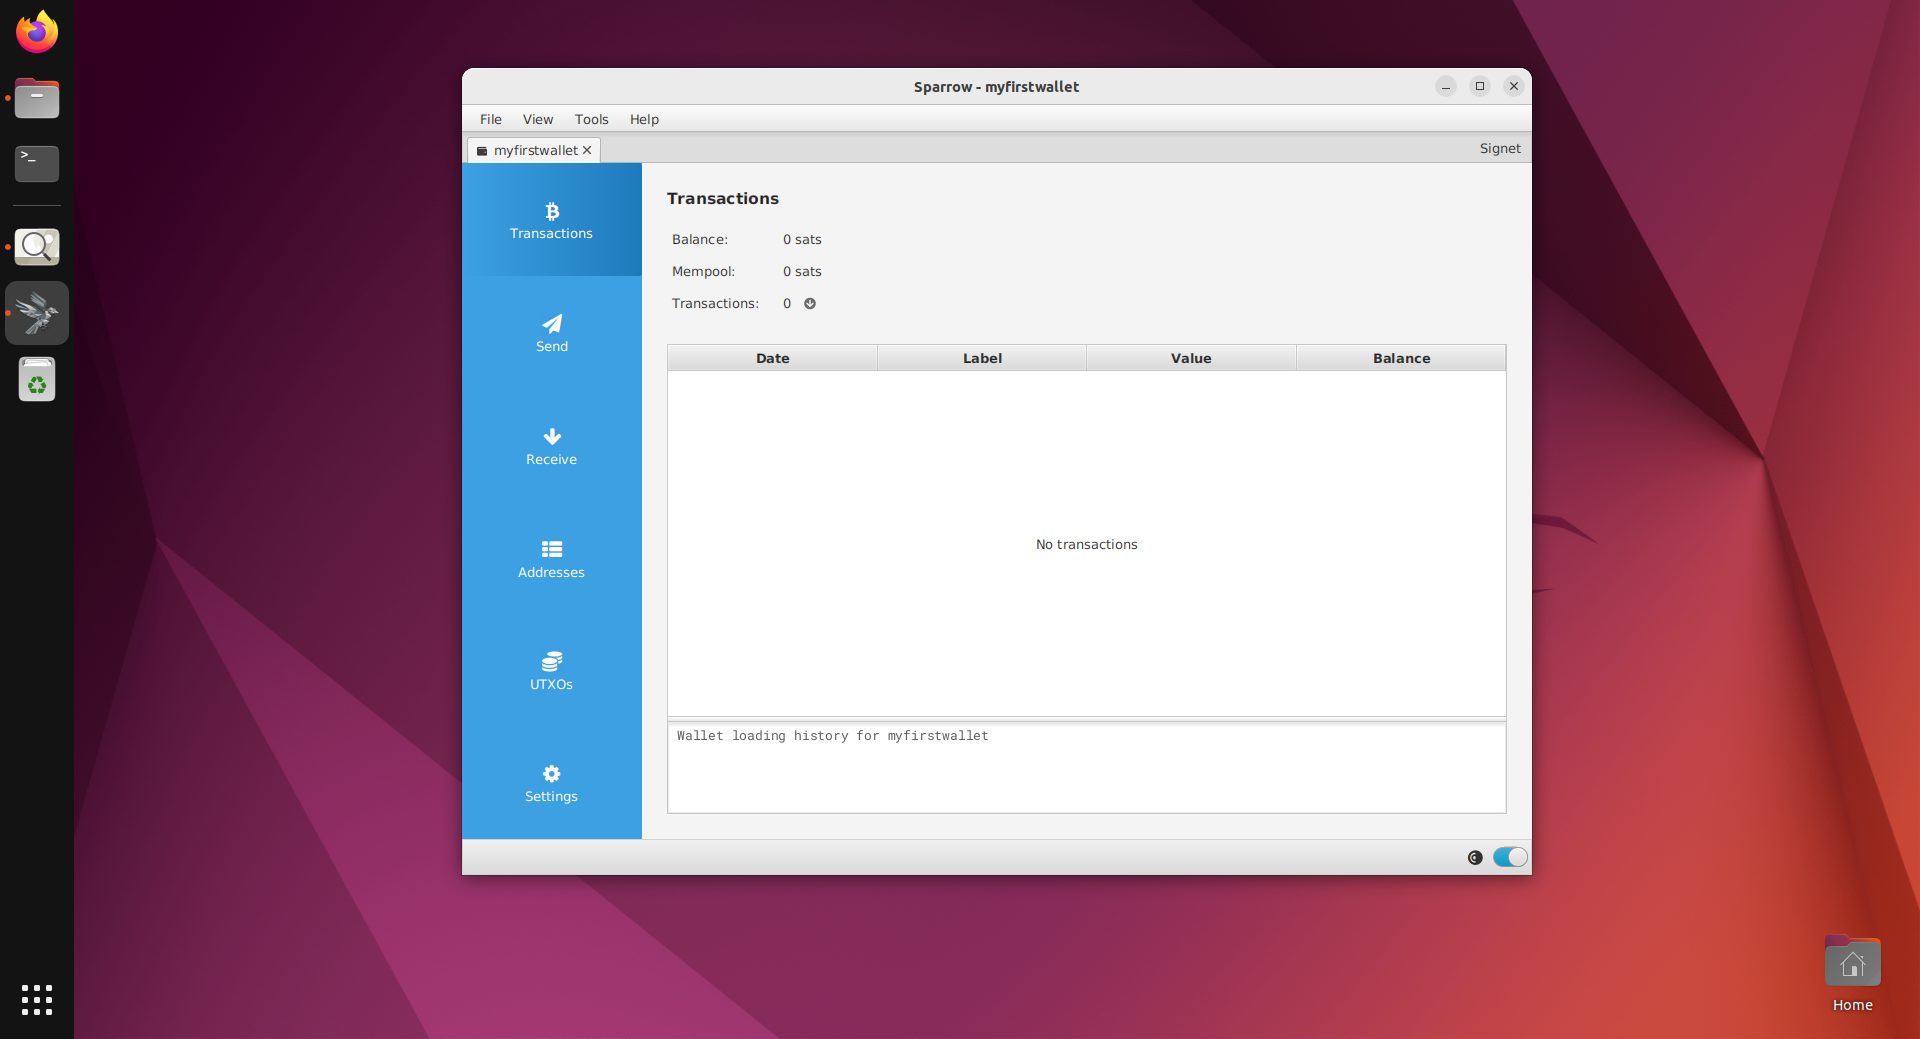 Sparrow - myfirstwallet
File View Tools Help
myfirstwallet
Signet
Transactions
Send
Receive
Addresses
UTXOs
Settings
Transactions
Balance: 0 sats
Mempool: 0 sats
Transactions: 0
Date Label Value Balance
No transactions
Wallet loading history for myfirstwallet
>_
Home